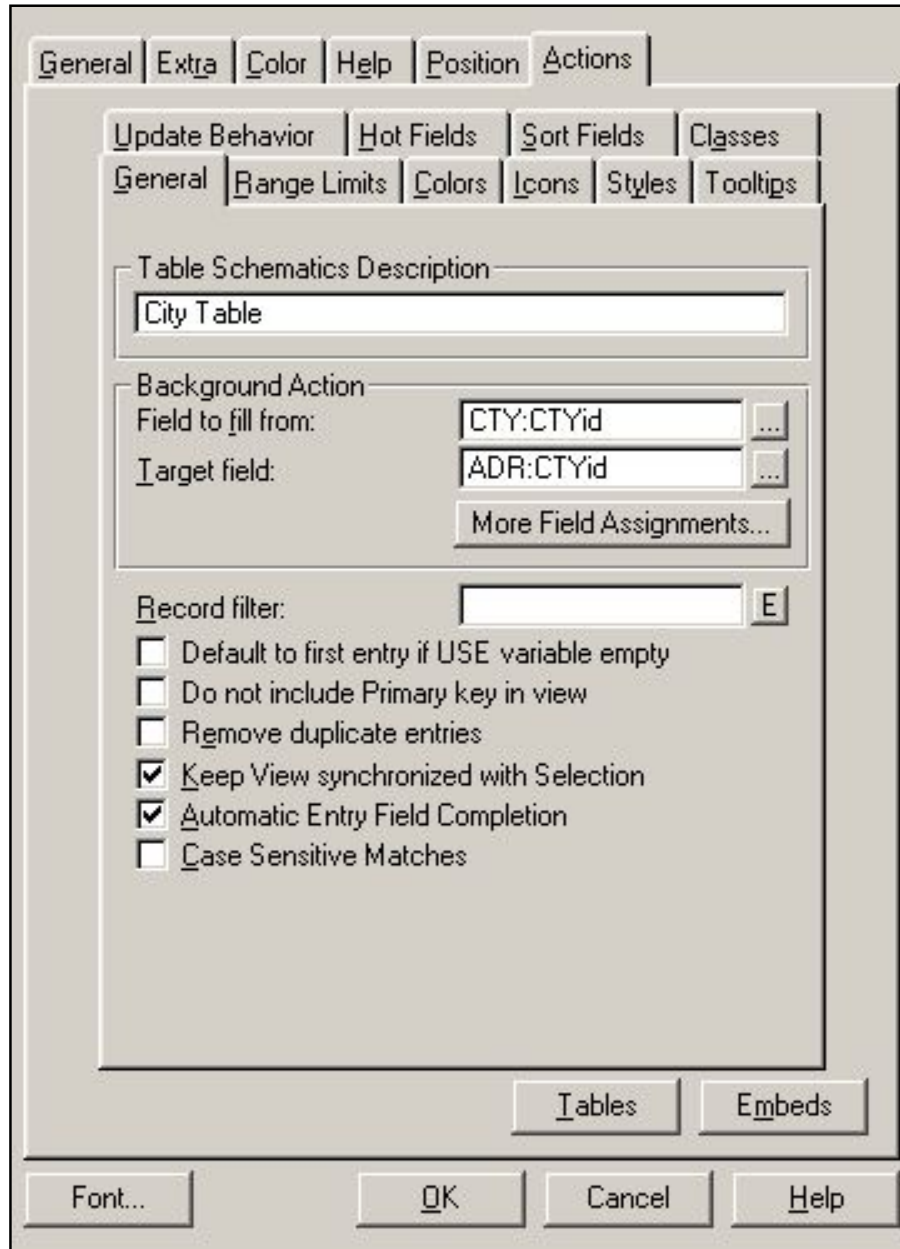 General Extra Color Help Position Actions
Update Behavior Hot Fields Sort Fields Classes
General Range Limits Colors Icons Styles Tooltips
Table Schematics Description
City Table
Background Action
Field to fill from: CTY:CTYid ...
Target field: ADR:CTYid ...
More Field Assignments...
Record filter: E
Default to first entry if USE variable empty
Do not include Primary key in view
Remove duplicate entries
Keep View synchronized with Selection
Automatic Entry Field Completion
Case Sensitive Matches
Tables Embeds
Font... OK Cancel Help